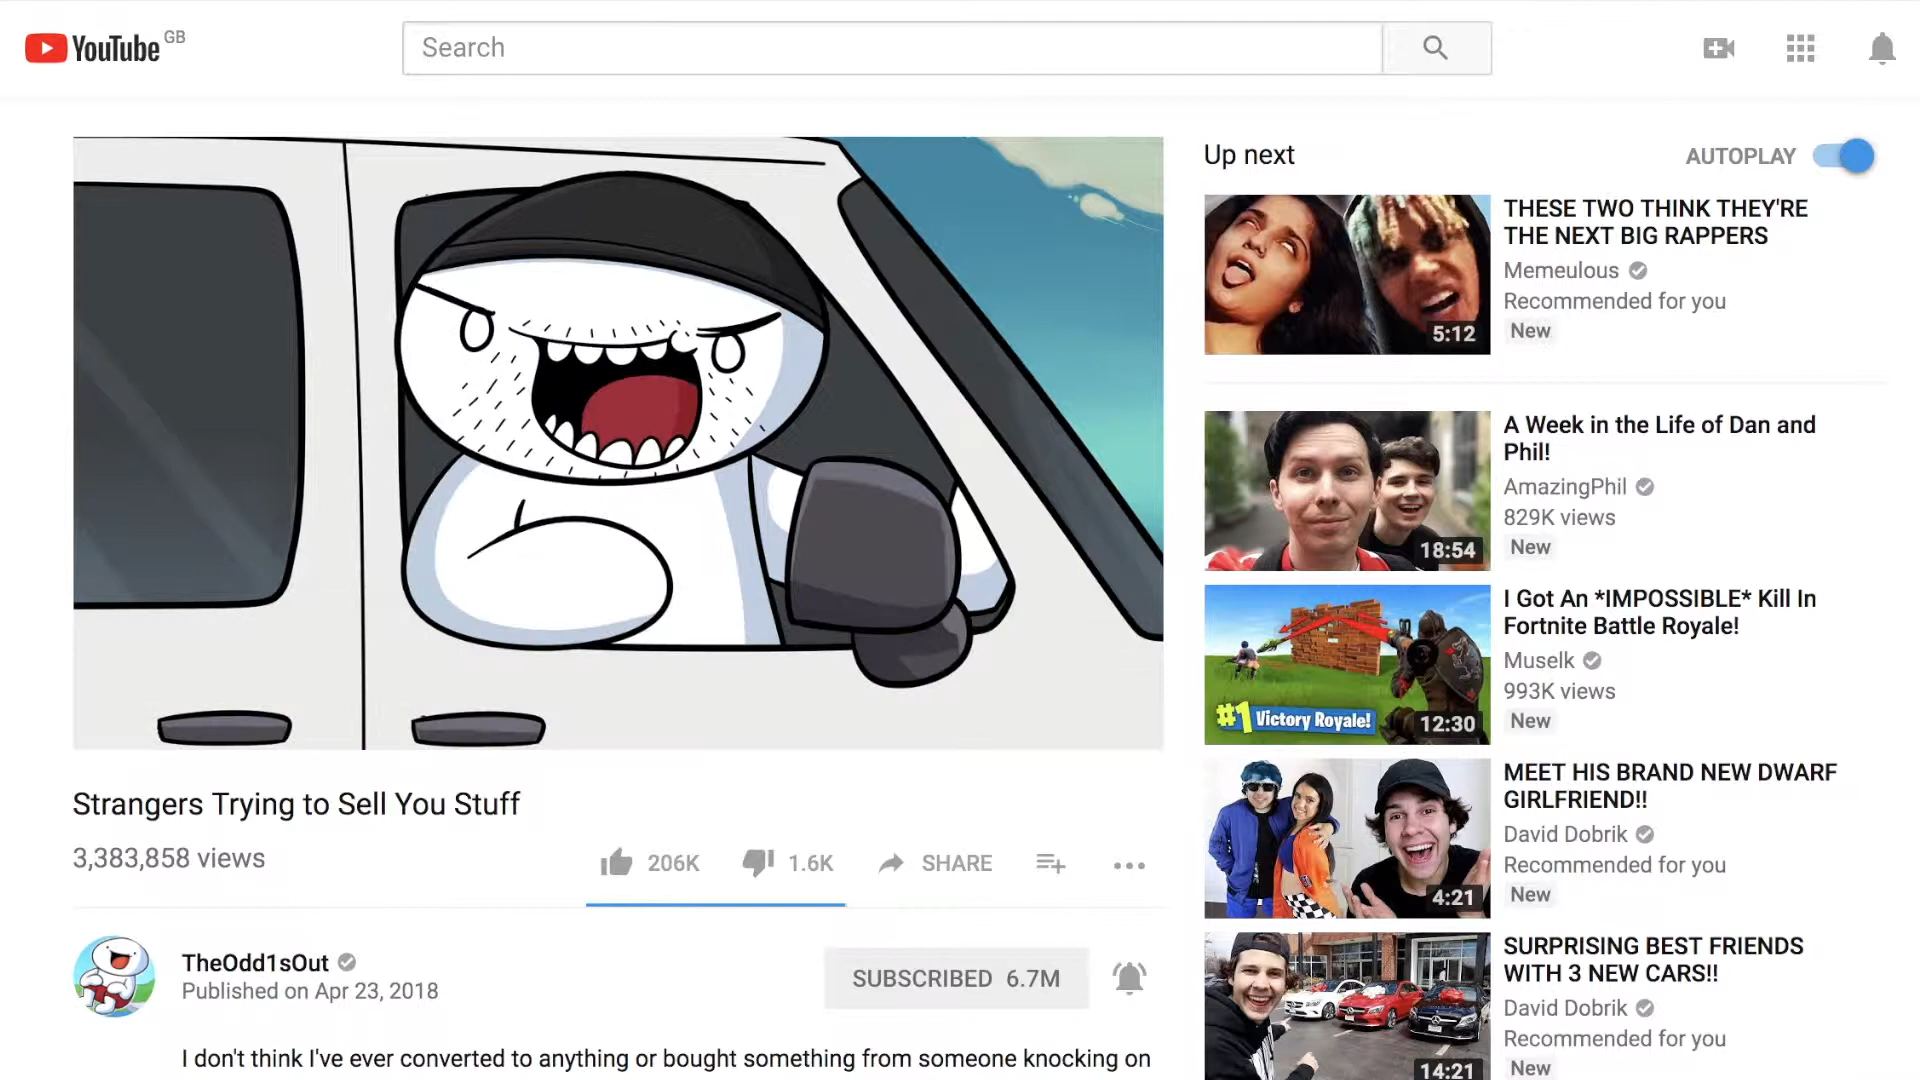 YouTube GB
Search
Up next
AUTOPLAY
5:12
THESE TWO THINK THEY'RE
THE NEXT BIG RAPPERS
Memeulous
Recommended for you
New
18:54
A Week in the Life of Dan and
Phil!
AmazingPhil
829K views
New
#1 Victory Royale!
12:30
I Got An *IMPOSSIBLE* Kill In
Fortnite Battle Royale!
Muselk
993K views
New
4:21
MEET HIS BRAND NEW DWARF
GIRLFRIEND!!
David Dobrik
Recommended for you
New
14:21
SURPRISING BEST FRIENDS
WITH 3 NEW CARS!!
David Dobrik
Recommended for you
New
Strangers Trying to Sell You Stuff
3,383,858 views
206K
1.6K
SHARE
TheOdd1sOut
Published on Apr 23, 2018
SUBSCRIBED 6.7M
I don't think I've ever converted to anything or bought something from someone knocking on